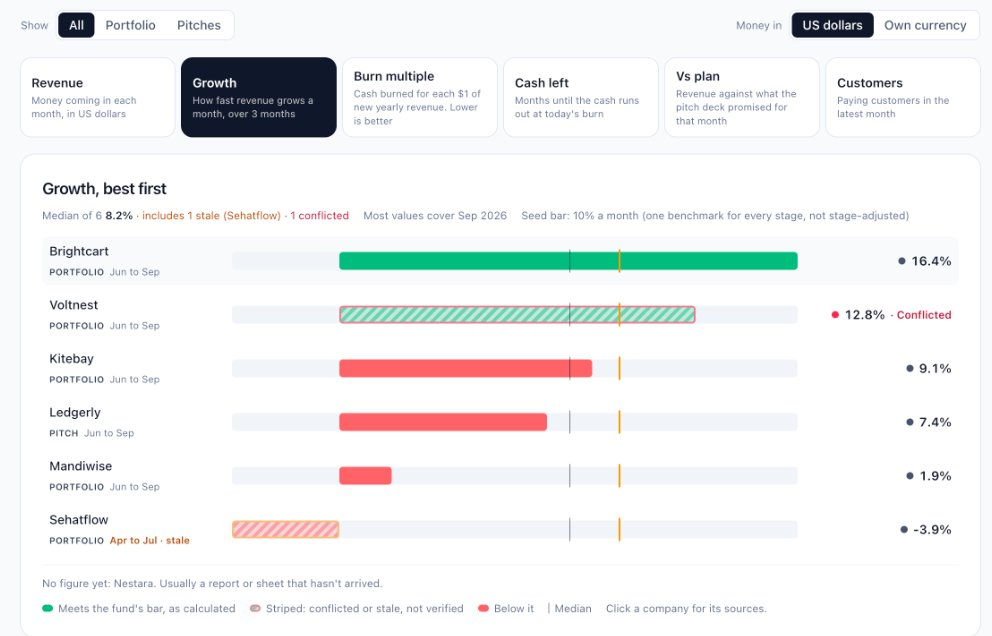 Show All Portfolio Pitches Money in US dollars Own currency
Revenue
Money coming in each
month, in US dollars
Growth
How fast revenue grows a
month, over 3 months
Burn multiple
Cash burned for each $1 of
new yearly revenue. Lower
is better
Cash left
Months until the cash runs
out at today's burn
Vs plan
Revenue against what the
pitch deck promised for
that month
Customers
Paying customers in the
latest month
Growth, best first
Median of 6 8.2% · includes 1 stale (Sehatflow) · 1 conflicted Most values cover Sep 2026 Seed bar: 10% a month (one benchmark for every stage, not stage-adjusted)
Brightcart
PORTFOLIO Jun to Sep
16.4%
Voltnest
PORTFOLIO Jun to Sep
12.8% · Conflicted
Kitebay
PORTFOLIO Jun to Sep
9.1%
Ledgerly
PITCH Jun to Sep
7.4%
Mandiwise
PORTFOLIO Jun to Sep
1.9%
Sehatflow
PORTFOLIO Apr to Jul · stale
-3.9%
No figure yet: Nestara. Usually a report or sheet that hasn't arrived.
Meets the fund's bar, as calculated Striped: conflicted or stale, not verified Below it | Median Click a company for its sources.